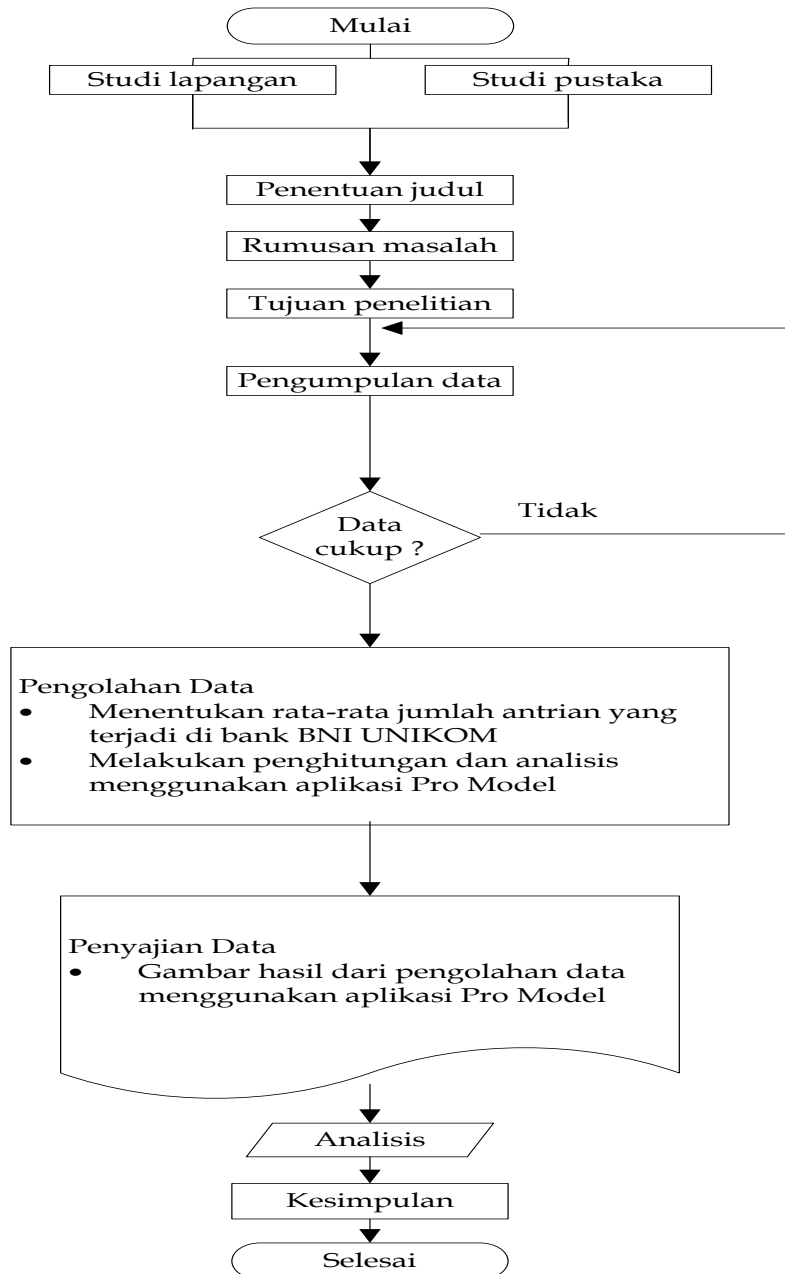 Mulai
Studi lapangan
Studi pustaka
Penentuan judul
Rumusan masalah
Tujuan penelitian
Pengumpulan data
Data
cukup ?
Tidak
Pengolahan Data
• Menentukan rata-rata jumlah antrian yang
terjadi di bank BNI UNIKOM
• Melakukan penghitungan dan analisis
menggunakan aplikasi Pro Model
Penyajian Data
• Gambar hasil dari pengolahan data
menggunakan aplikasi Pro Model
Analisis
Kesimpulan
Selesai